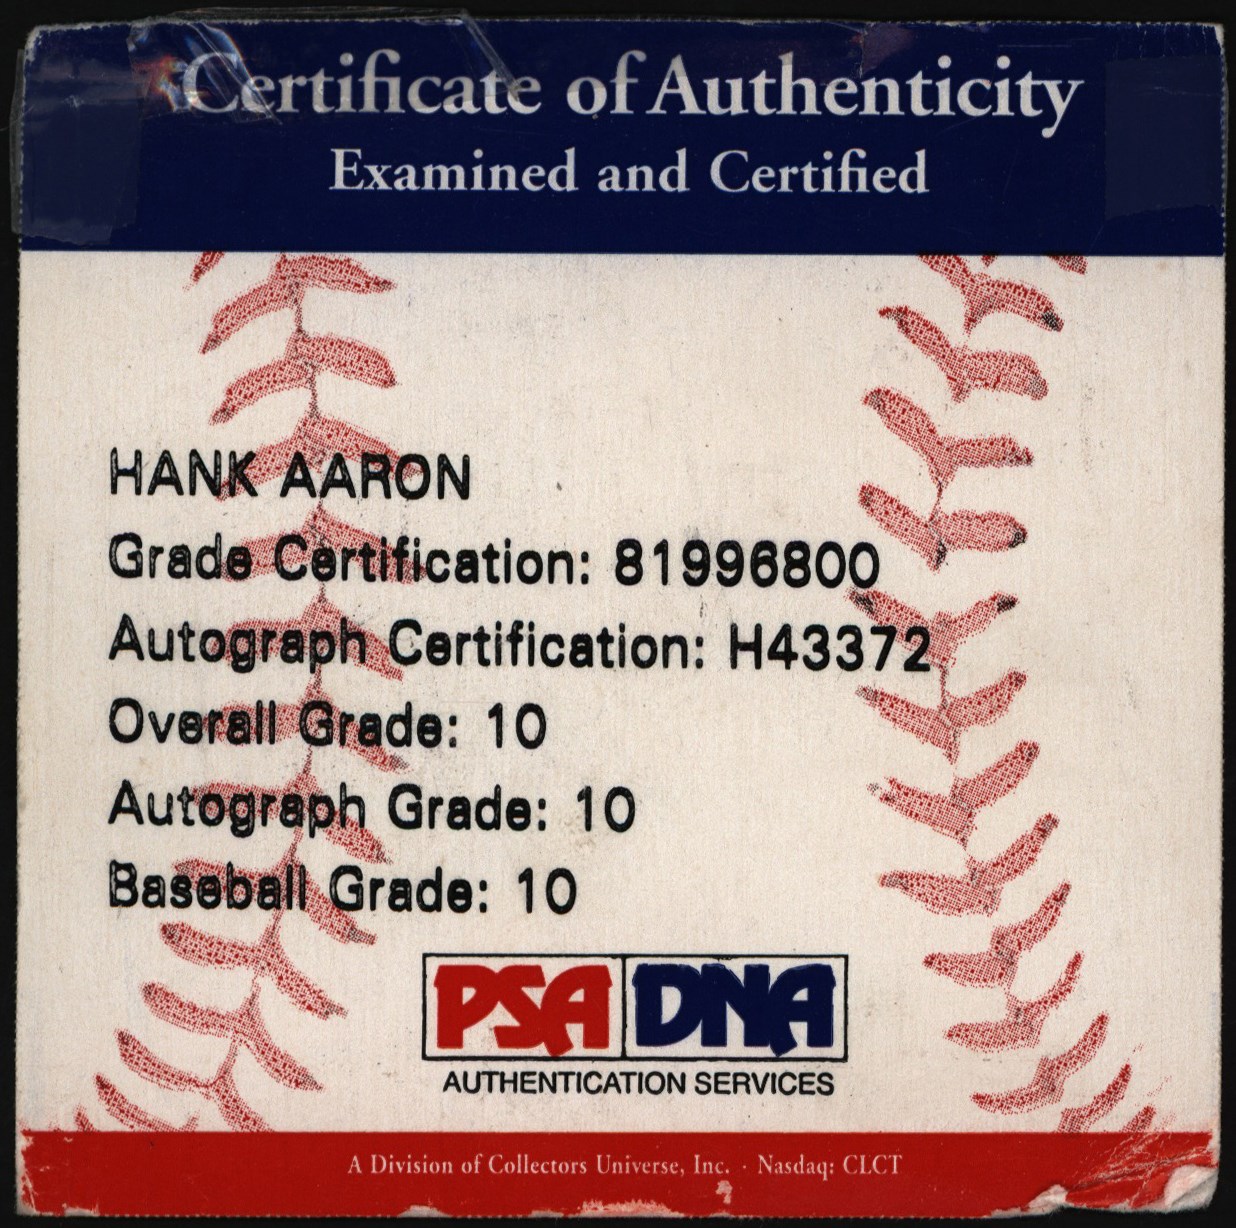 Certificate of Authenticity
Examined and Certified
HANK AARON
Grade Certification: 81996800
Autograph Certification: H43372
Overall Grade: 10
Autograph Grade: 10
Baseball Grade: 10
PSA DNA
AUTHENTICATION SERVICES
A Division of Collectors Universe, Inc. · Nasdaq: CLCT